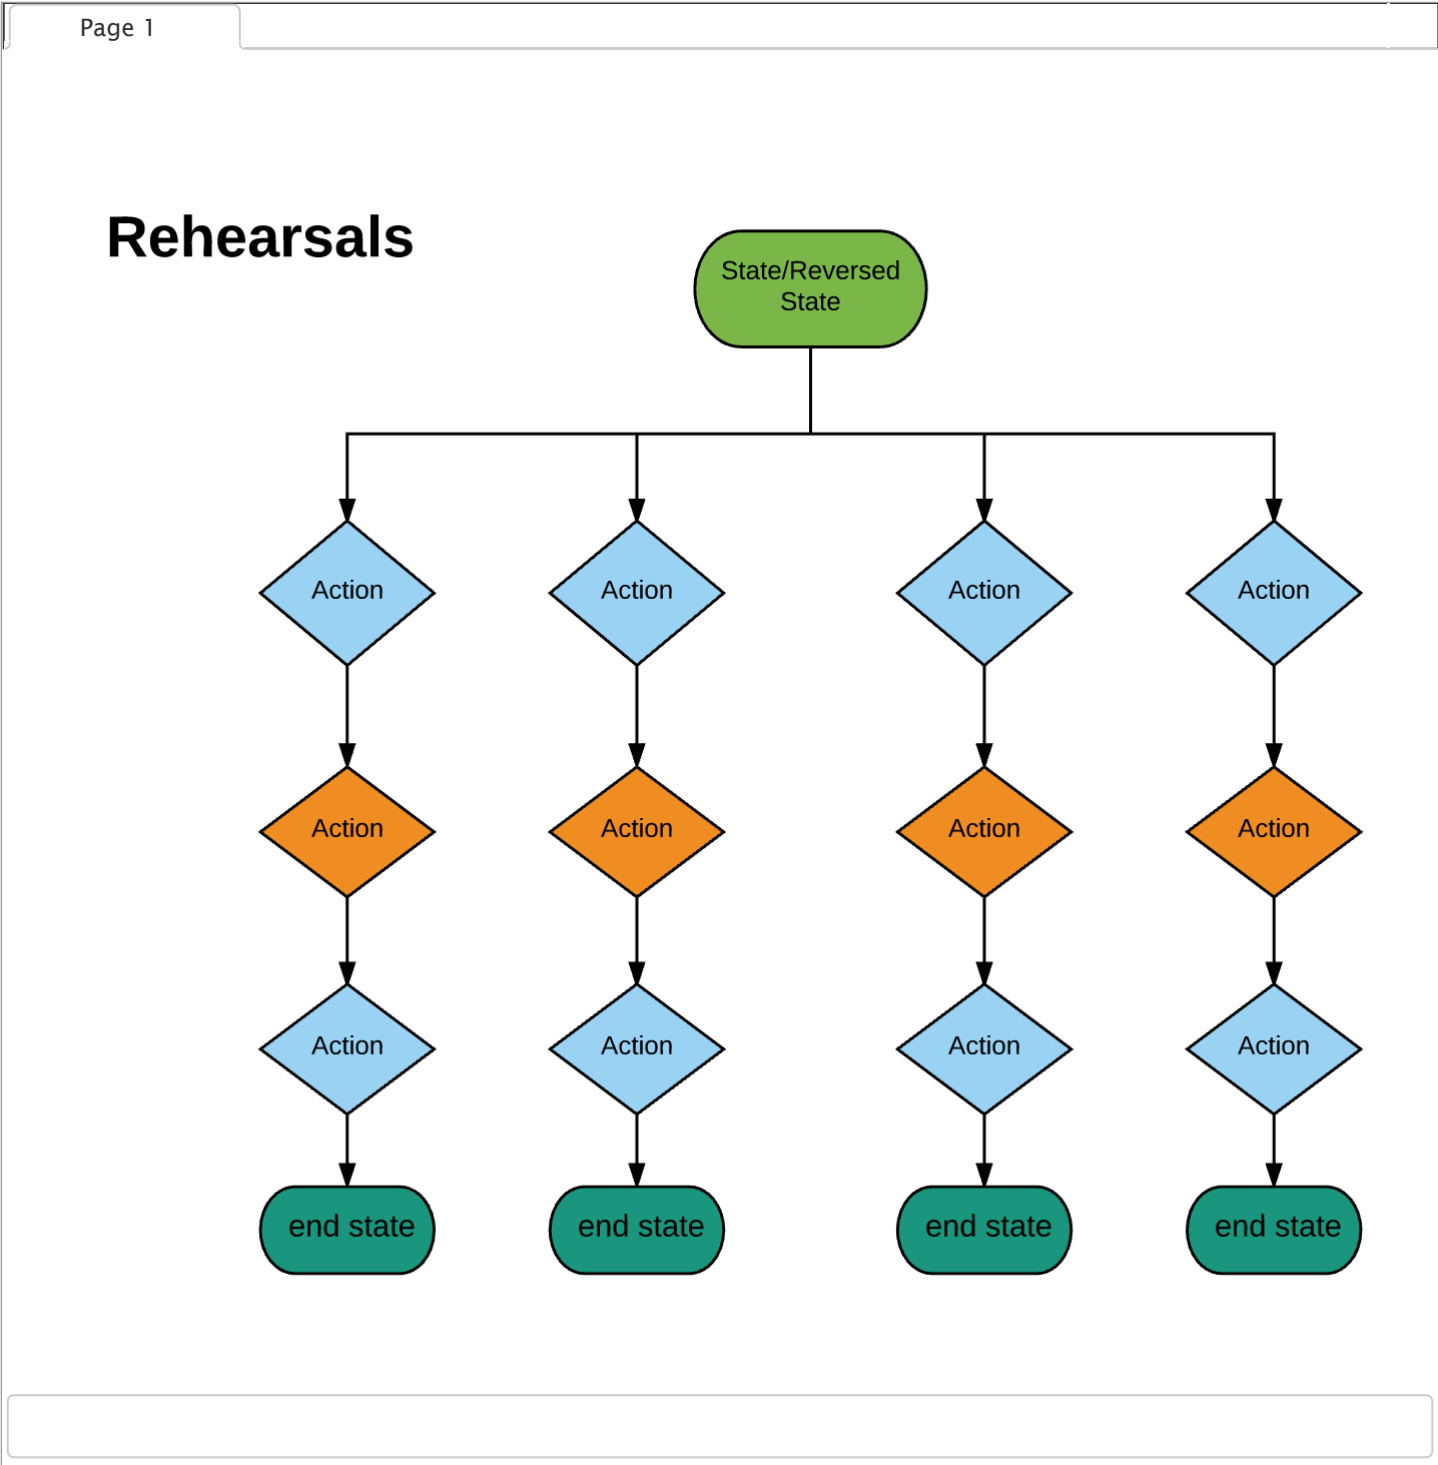 Page 1
Rehearsals
State/Reversed
State
Action
Action
Action
Action
Action
Action
Action
Action
Action
Action
Action
Action
end state
end state
end state
end state